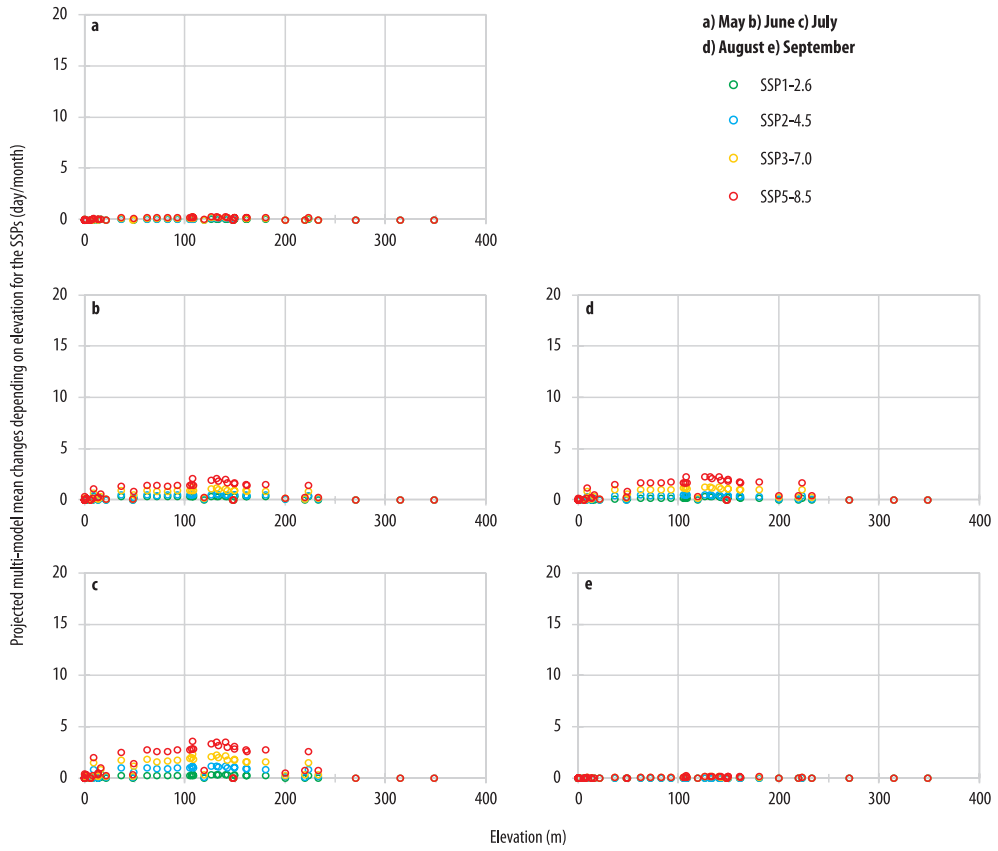 Projected multi-model mean changes depending on elevation for the SSPs (day/month)
a
20
15
10
5
0
0 100 200 300 400
a) May b) June c) July
d) August e) September
SSP1-2.6
SSP2-4.5
SSP3-7.0
SSP5-8.5
b
20
15
10
5
0
0 100 200 300 400
d
20
15
10
5
0
0 100 200 300 400
c
20
15
10
5
0
0 100 200 300 400
e
20
15
10
5
0
0 100 200 300 400
Elevation (m)